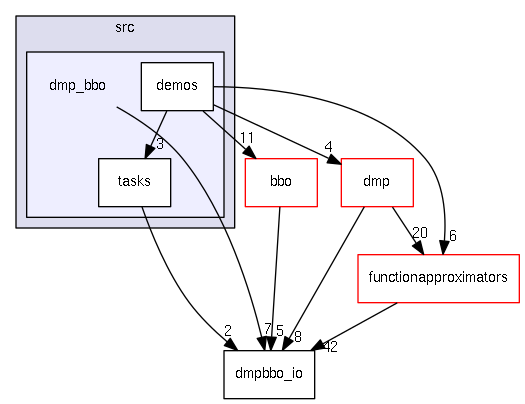 src
dmp_bbo
demos
3
11
4
tasks
bbo
dmp
20
6
functionapproximators
2
7
5
8
42
dmpbbo_io